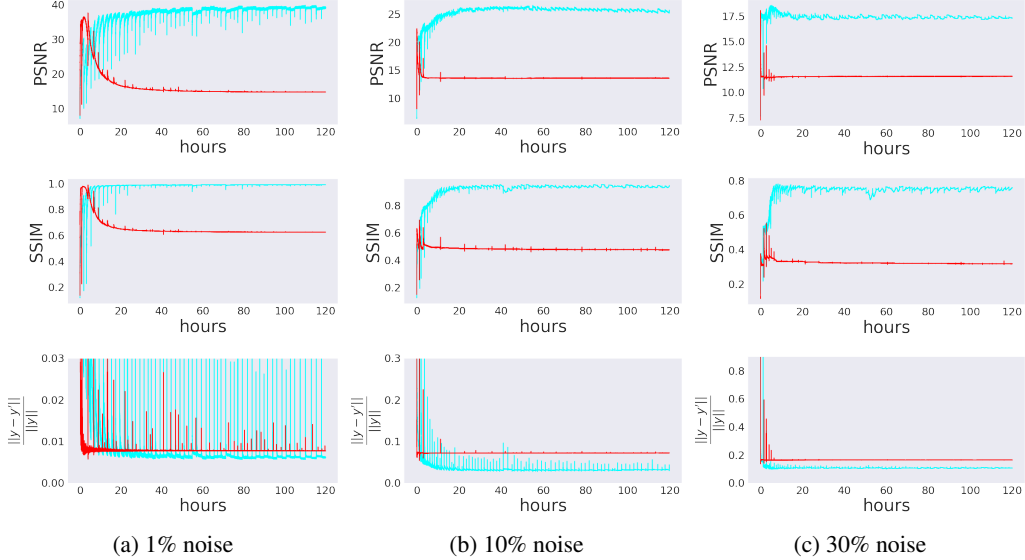 40
30
20
10
PSNR
0 20 40 60 80 100 120
hours
25
20
15
10
PSNR
0 20 40 60 80 100 120
hours
17.5
15.0
12.5
10.0
7.5
PSNR
0 20 40 60 80 100 120
hours
1.0
0.8
0.6
0.4
0.2
SSIM
0 20 40 60 80 100 120
hours
0.8
0.6
0.4
0.2
SSIM
0 20 40 60 80 100 120
hours
0.8
0.6
0.4
0.2
SSIM
0 20 40 60 80 100 120
hours
0.03
0.02
0.01
0.00
||y − y'||
||y||
0 20 40 60 80 100 120
hours
0.3
0.2
0.1
0.0
||y − y'||
||y||
0 20 40 60 80 100 120
hours
0.8
0.6
0.4
0.2
0.0
||y − y'||
||y||
0 20 40 60 80 100 120
hours
(a) 1% noise
(b) 10% noise
(c) 30% noise